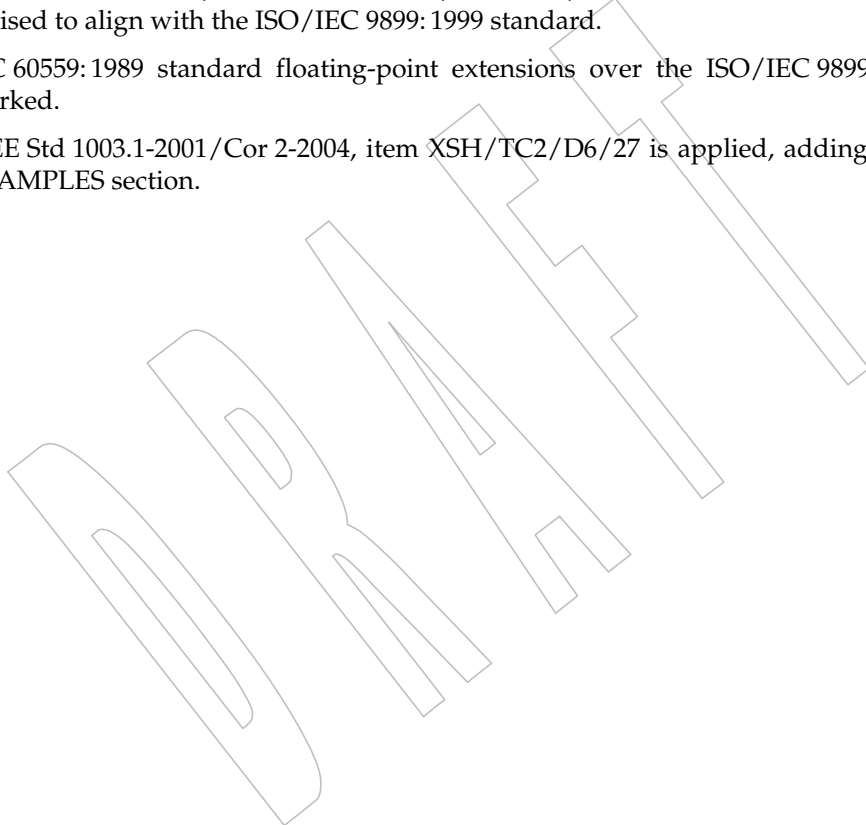 ised to align with the ISO/IEC 9899: 1999 standard.
60559: 1989 standard floating-point extensions over the ISO/IEC 9899
rked.
EE Std 1003.1-2001/Cor 2-2004, item XSH/TC2/D6/27 is applied, adding
AMPLES section.
DRAFT